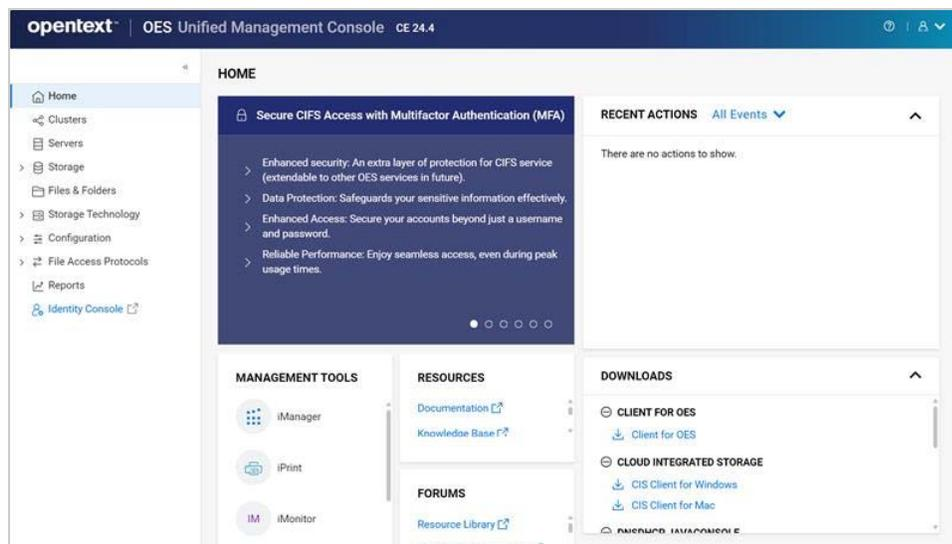 opentext™ | OES Unified Management Console CE 24.4
Home
Clusters
Servers
Storage
Files & Folders
Storage Technology
Configuration
File Access Protocols
Reports
Identity Console
HOME
Secure CIFS Access with Multifactor Authentication (MFA)
Enhanced security: An extra layer of protection for CIFS service
(extendable to other OES services in future).
Data Protection: Safeguards your sensitive information effectively.
Enhanced Access: Secure your accounts beyond just a username
and password.
Reliable Performance: Enjoy seamless access, even during peak
usage times.
RECENT ACTIONS All Events
There are no actions to show.
MANAGEMENT TOOLS
iManager
iPrint
IM iMonitor
RESOURCES
Documentation
Knowledge Base
FORUMS
Resource Library
DOWNLOADS
CLIENT FOR OES
Client for OES
CLOUD INTEGRATED STORAGE
CIS Client for Windows
CIS Client for Mac